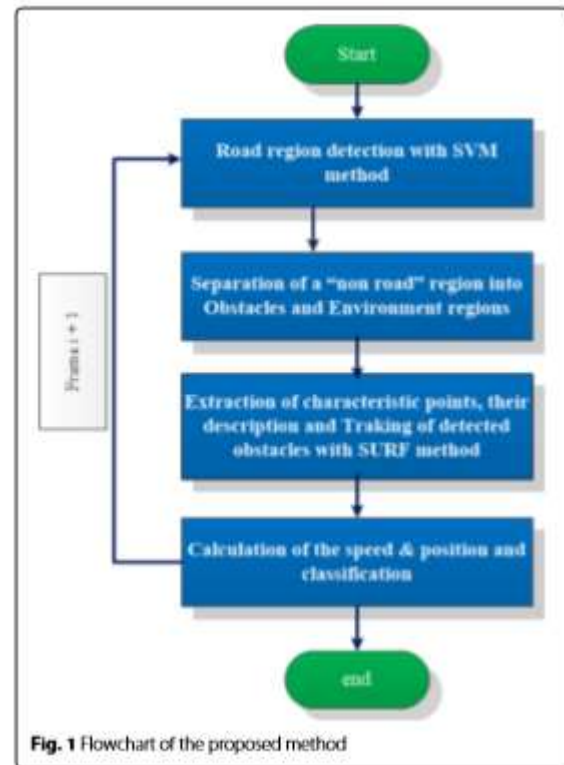 Start
Road region detection with SVM
method
Separation of a “non road” region into
Obstacles and Environment regions
Frama i + 1
Extraction of characteristic points, their
description and Traking of detected
obstacles with SURF method
Calculation of the speed & position and
classification
end
Fig. 1 Flowchart of the proposed method